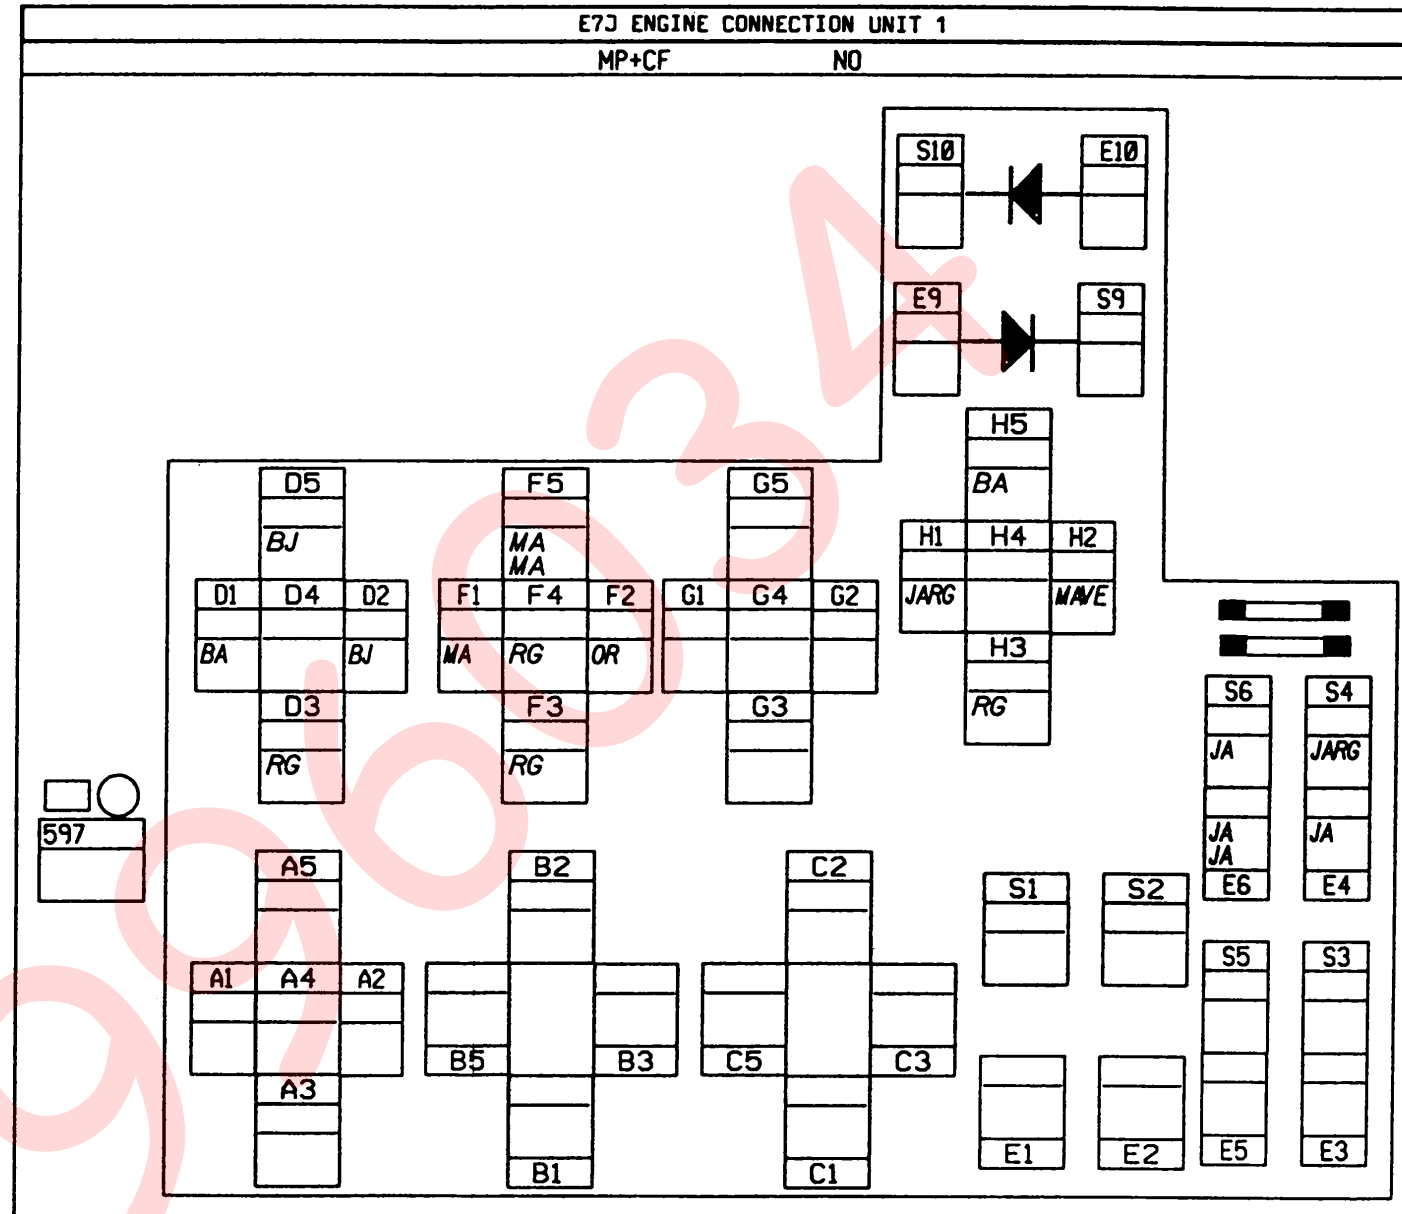 E7J ENGINE CONNECTION UNIT 1
MP+CF NO
S10 E10
E9 S9
H5
BA
D5 F5 G5
BJ MA
MA
H1 H4 H2
JARG MAVE
D1 D4 D2 F1 F4 F2 G1 G4 G2
BA BJ MA RG OR
H3
RG
D3 F3 G3
RG RG
S6 S4
JA JARG
JA JA
JA
E6 E4
597
A5 B2 C2
S1 S2
A1 A4 A2
S5 S3
B5 B3 C5 C3
A3
E1 E2 E5 E3
B1 C1
996034